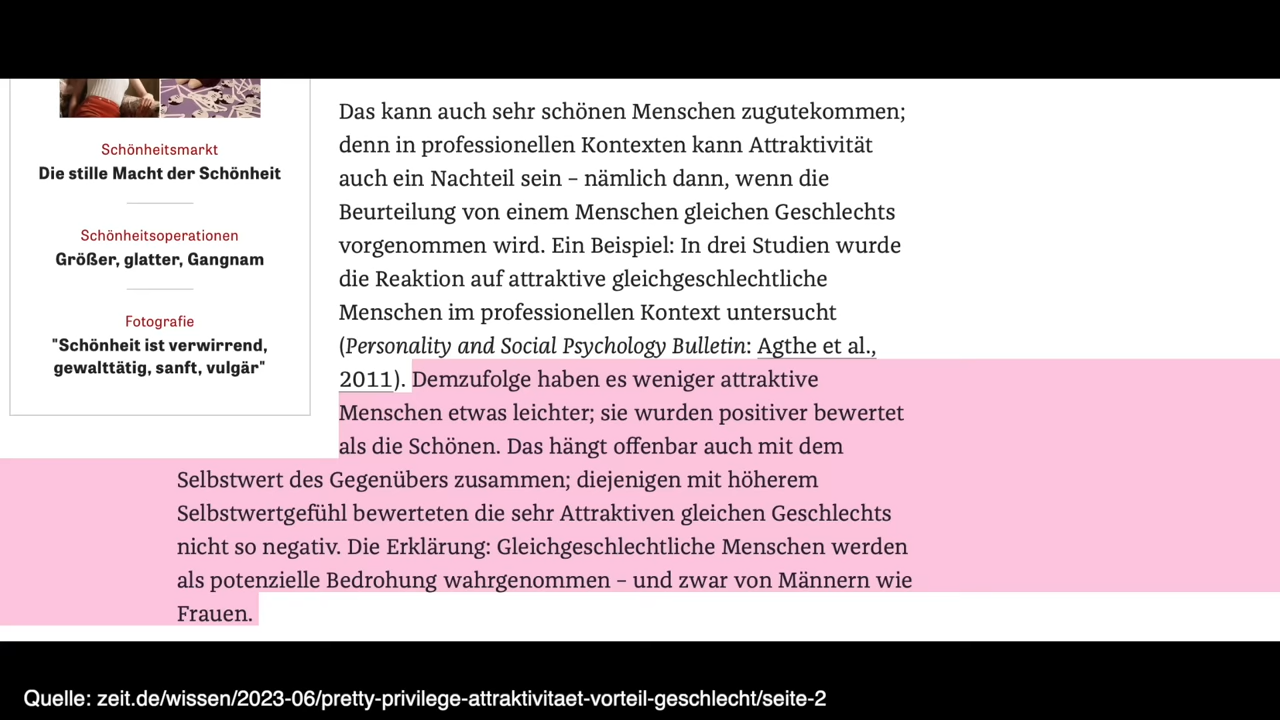 Schönheitsmarkt
Die stille Macht der Schönheit
Schönheitsoperationen
Größer, glatter, Gangnam
Fotografie
"Schönheit ist verwirrend,
gewalttätig, sanft, vulgär"
Das kann auch sehr schönen Menschen zugutekommen;
denn in professionellen Kontexten kann Attraktivität
auch ein Nachteil sein – nämlich dann, wenn die
Beurteilung von einem Menschen gleichen Geschlechts
vorgenommen wird. Ein Beispiel: In drei Studien wurde
die Reaktion auf attraktive gleichgeschlechtliche
Menschen im professionellen Kontext untersucht
(Personality and Social Psychology Bulletin: Agthe et al.,
2011). Demzufolge haben es weniger attraktive
Menschen etwas leichter; sie wurden positiver bewertet
als die Schönen. Das hängt offenbar auch mit dem
Selbstwert des Gegenübers zusammen; diejenigen mit höherem
Selbstwertgefühl bewerteten die sehr Attraktiven gleichen Geschlechts
nicht so negativ. Die Erklärung: Gleichgeschlechtliche Menschen werden
als potenzielle Bedrohung wahrgenommen – und zwar von Männern wie
Frauen.
Quelle: zeit.de/wissen/2023-06/pretty-privilege-attraktivitaet-vorteil-geschlecht/seite-2